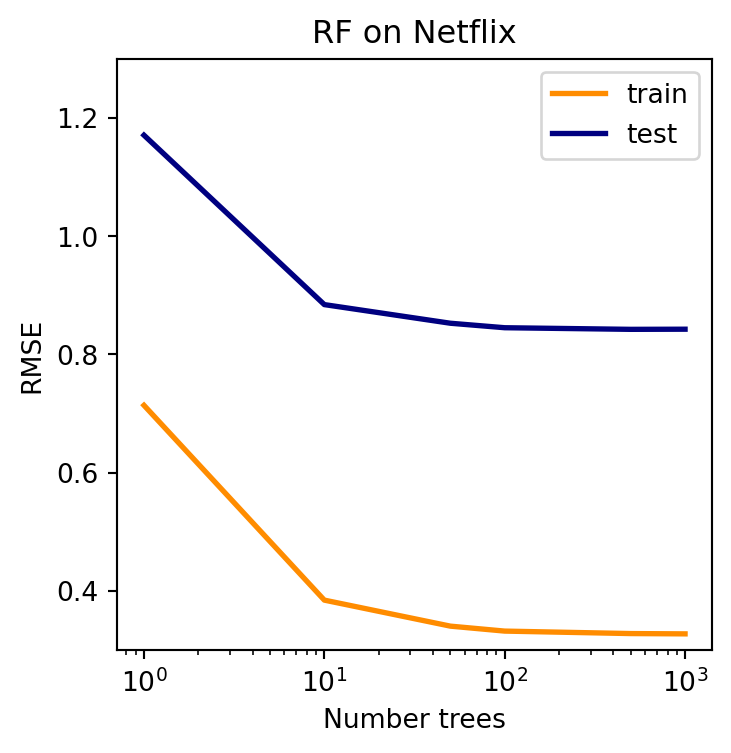 RF on Netflix
train
test
1.2
1.0
0.8
0.6
0.4
RMSE
10⁰ 10¹ 10² 10³
Number trees